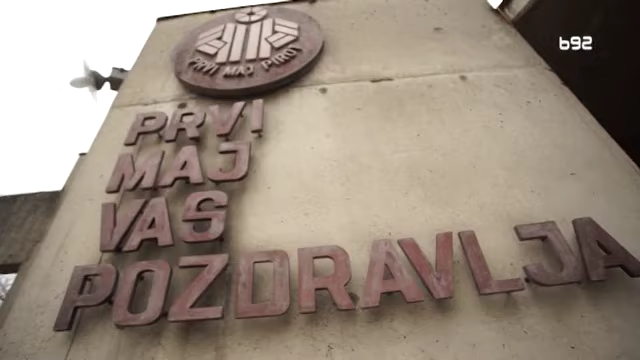 b92
PRVI MAJ PIROT
PRVI
MAJ
VAS
POZDRAVLJA